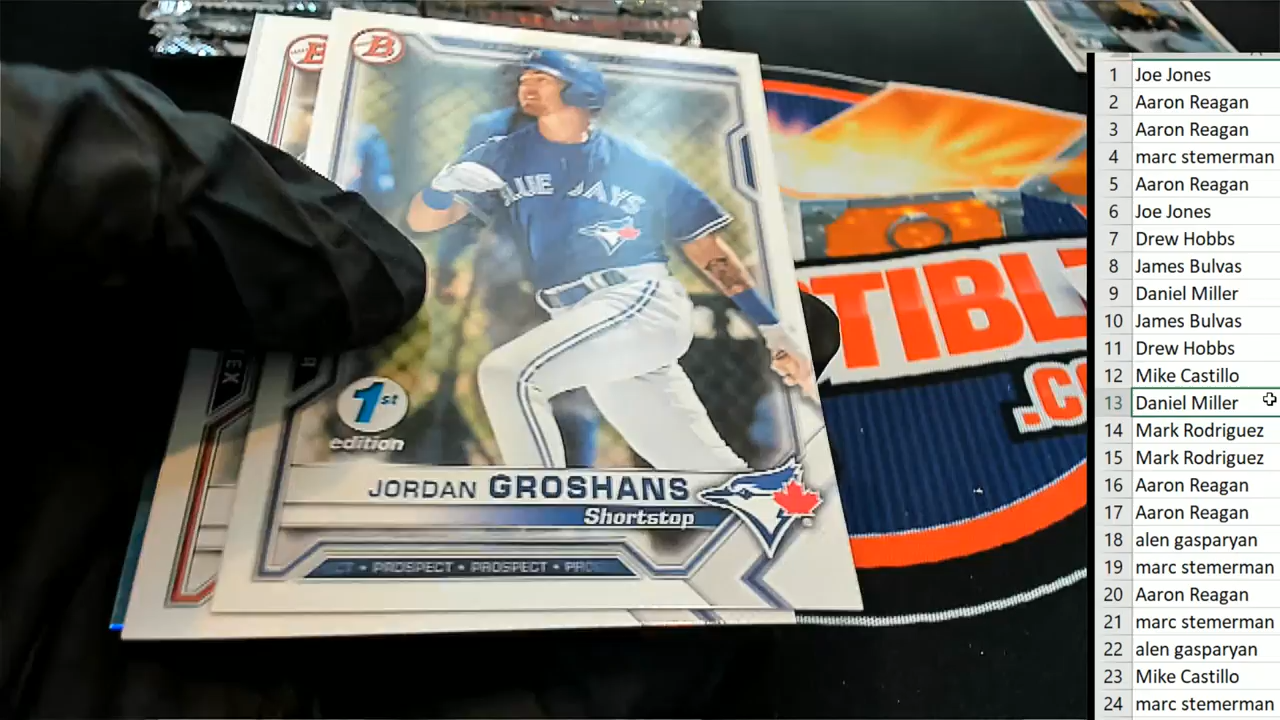 B
B
BLUE JAYS
1st
edition
JORDAN GROSHANS
Shortstop
PROSPECT • PROSPECT • PRO
EX
R
TIBL
.CO
1 Joe Jones
2 Aaron Reagan
3 Aaron Reagan
4 marc stemerman
5 Aaron Reagan
6 Joe Jones
7 Drew Hobbs
8 James Bulvas
9 Daniel Miller
10 James Bulvas
11 Drew Hobbs
12 Mike Castillo
13 Daniel Miller
14 Mark Rodriguez
15 Mark Rodriguez
16 Aaron Reagan
17 Aaron Reagan
18 alen gasparyan
19 marc stemerman
20 Aaron Reagan
21 marc stemerman
22 alen gasparyan
23 Mike Castillo
24 marc stemerman